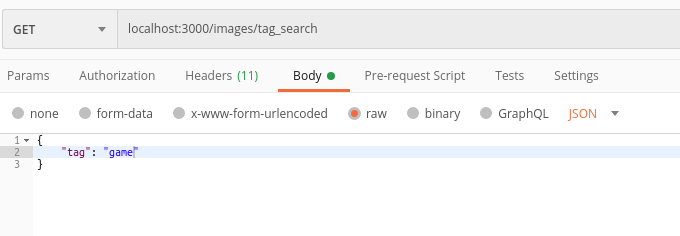 GET localhost:3000/images/tag_search
Params Authorization Headers (11) Body Pre-request Script Tests Settings
none form-data x-www-form-urlencoded raw binary GraphQL JSON
1 {
2 "tag": "game"
3 }